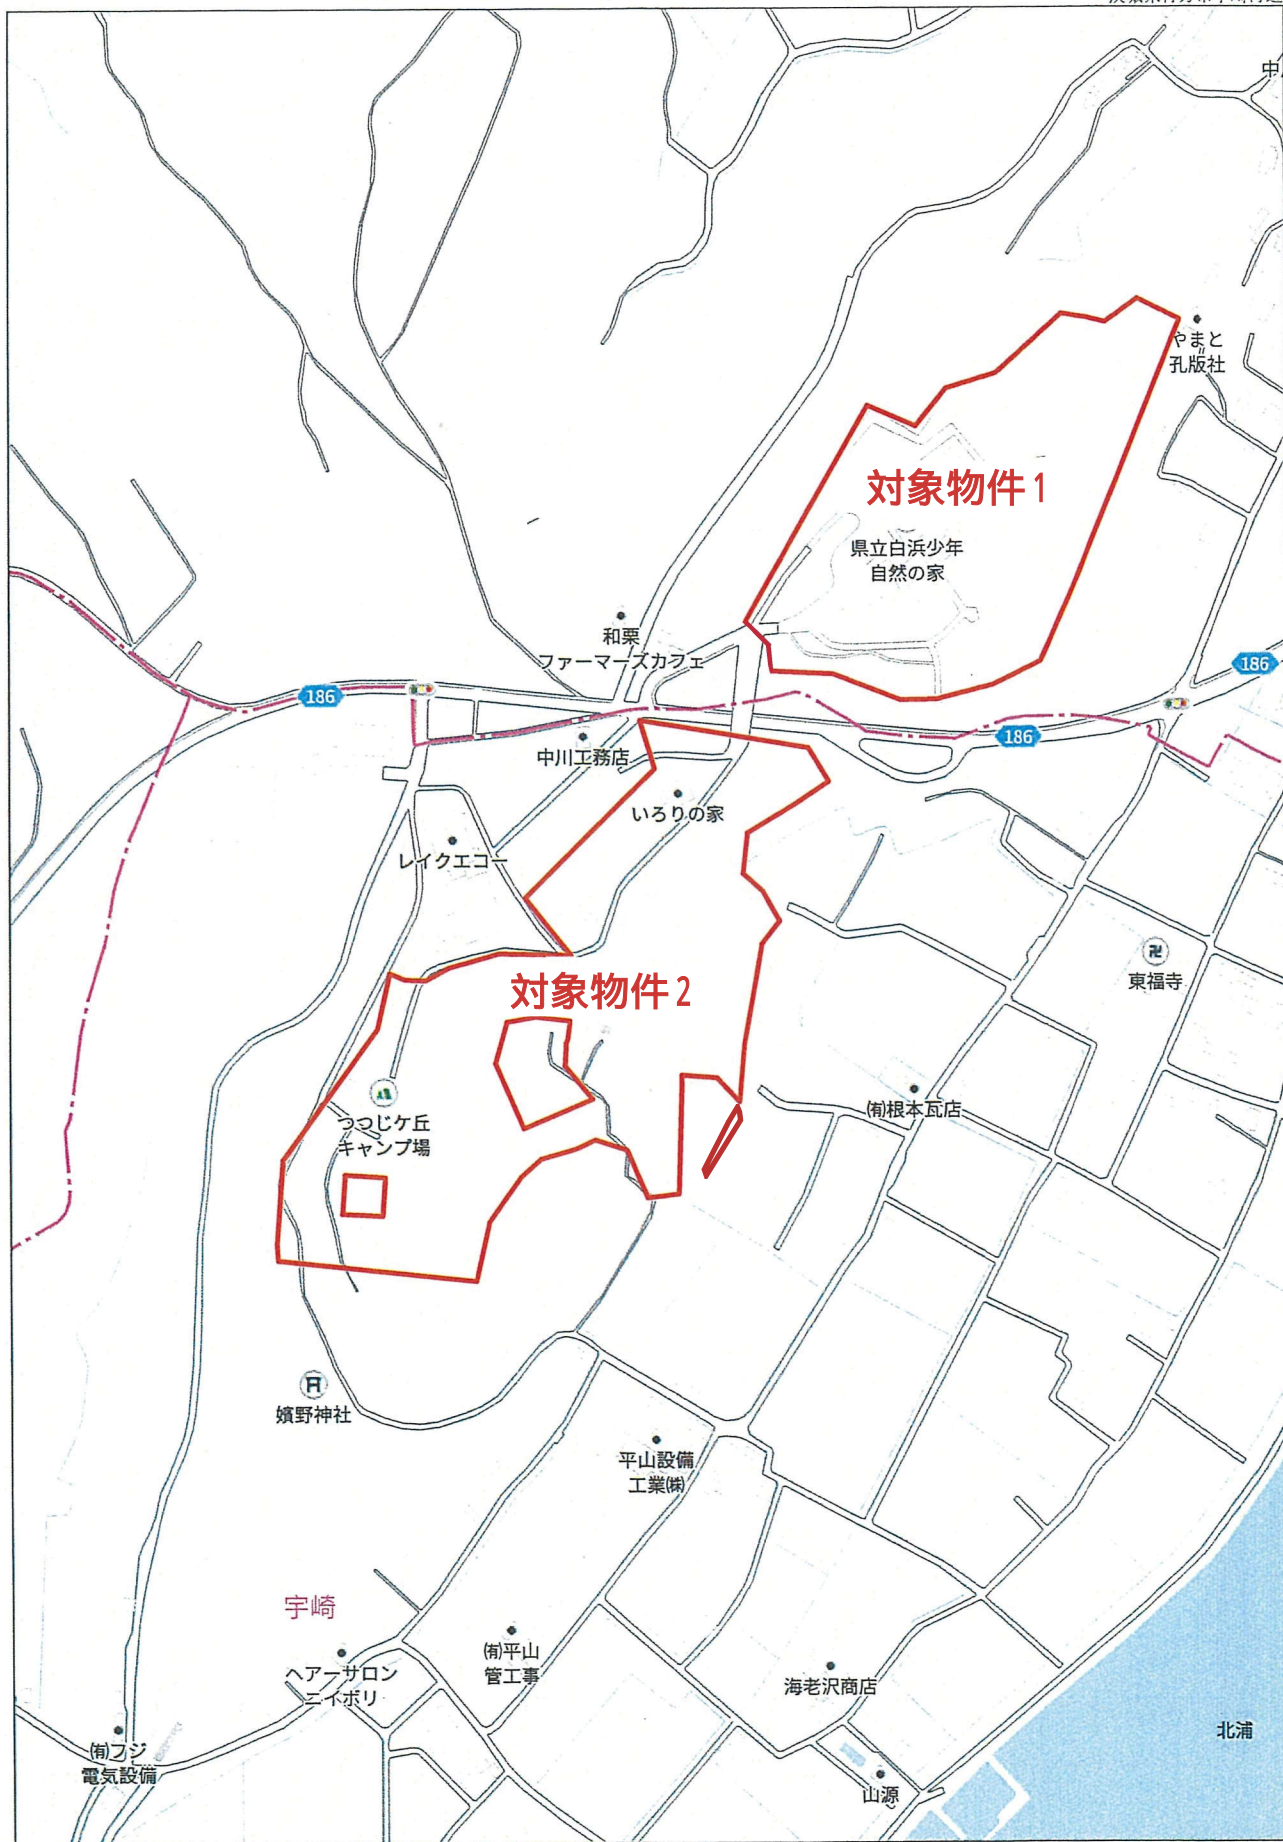 中
やまと
孔版社
対象物件1
県立白浜少年
自然の家
和栗
ファーマーズカフェ
186
186
186
中川工務店
いろりの家
レイクエコー
東福寺
対象物件2
㈲根本瓦店
つつじケ丘
キャンプ場
嬪野神社
平山設備
工業㈱
宇崎
㈲平山
管工事
ヘアーサロン
ニイボリ
海老沢商店
北浦
㈲フジ
電気設備
山源